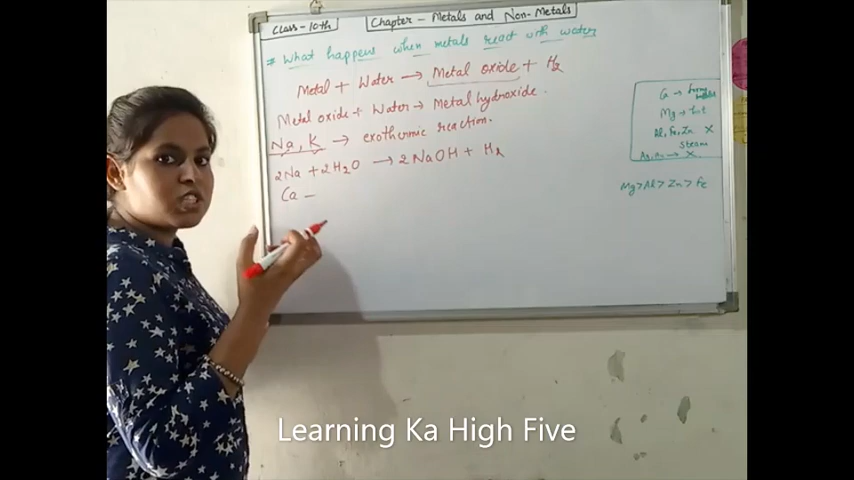 Class-10th
Chapter - Metals and Non-Metals
# What happens when metals react with water
Metal + Water → Metal oxide + H2
Metal oxide + Water → Metal hydroxide.
Na, K → exothermic reaction.
2Na + 2H2O → 2NaOH + H2
Ca –
Ca →
Mg → hot
Al, Fe, Zn X
Steam
→ X
Mg > Al > Zn > Fe
Learning Ka High Five